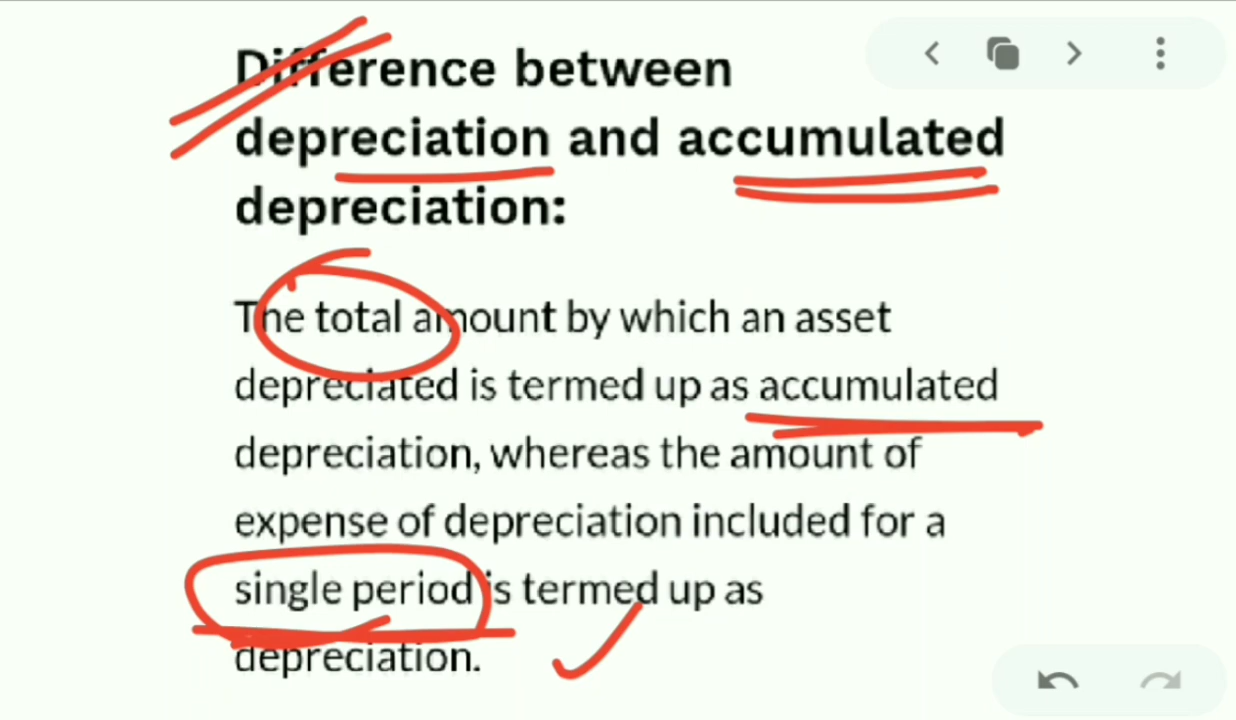 Difference between
depreciation and accumulated
depreciation:
The total amount by which an asset
depreciated is termed up as accumulated
depreciation, whereas the amount of
expense of depreciation included for a
single period is termed up as
depreciation.